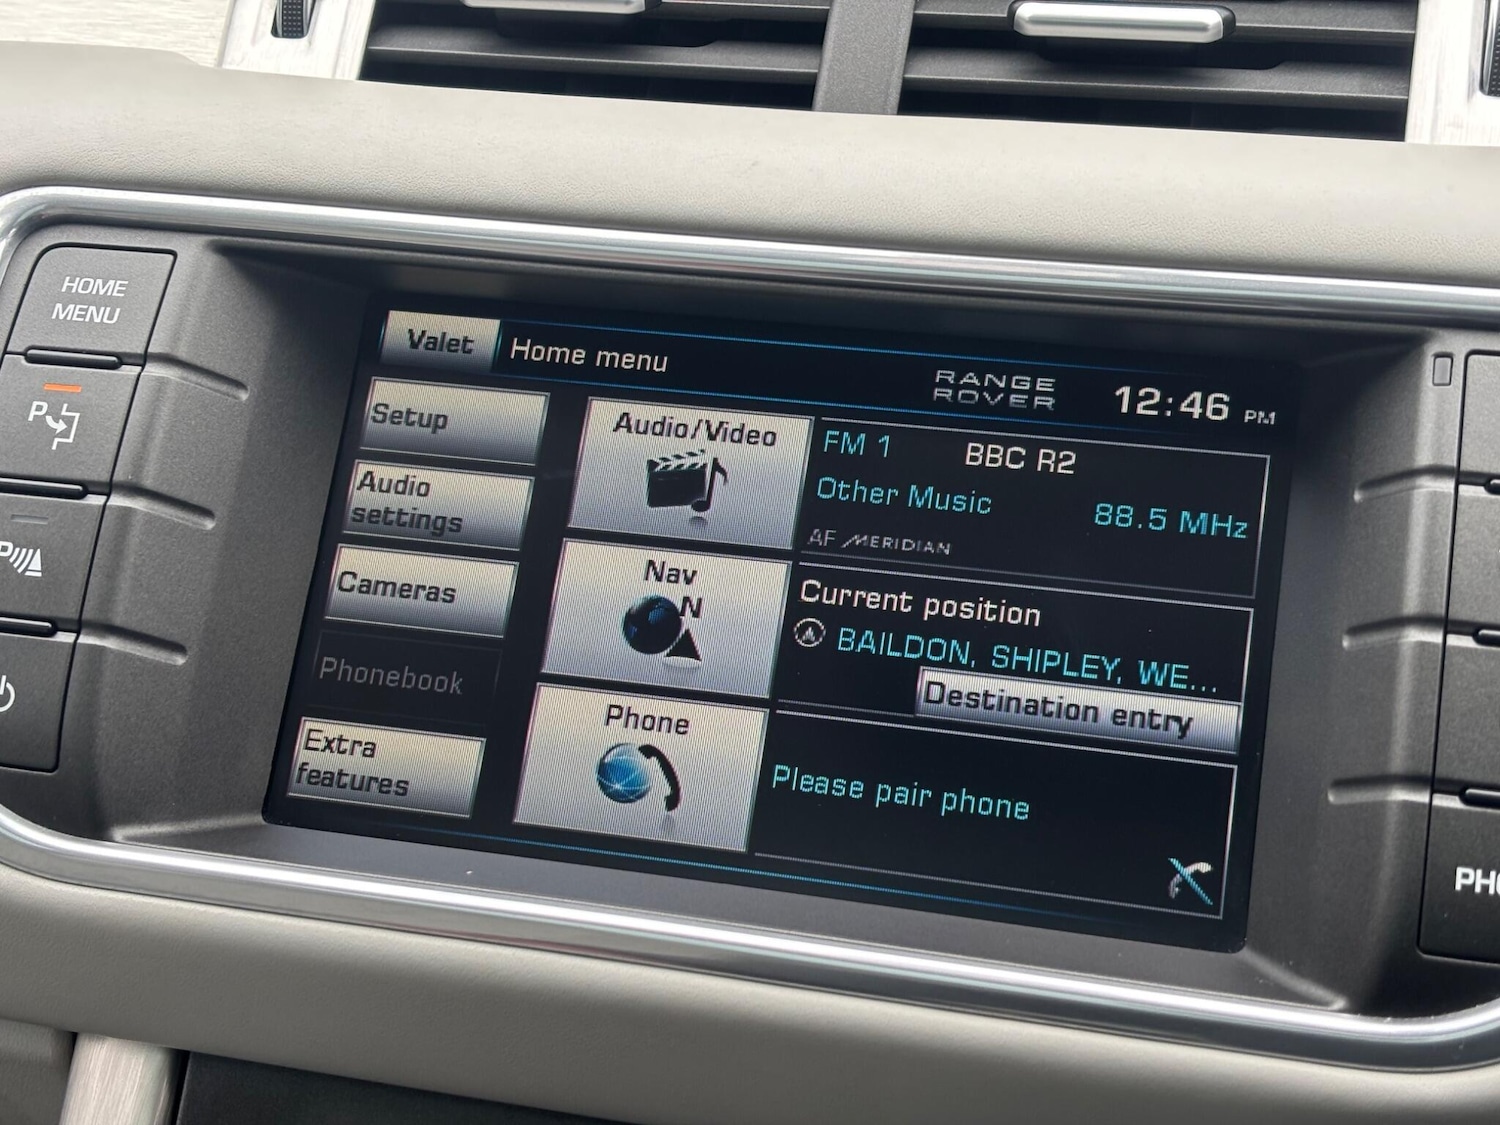 HOME
MENU
Valet
Home menu
RANGE
ROVER
12:46 PM
Setup
Audio
settings
Cameras
Phonebook
Extra
features
Audio/Video
Nav
N
Phone
FM 1
BBC R2
Other Music
88.5 MHz
AF MERIDIAN
Current position
BAILDON, SHIPLEY, WE...
Destination entry
Please pair phone
P
P